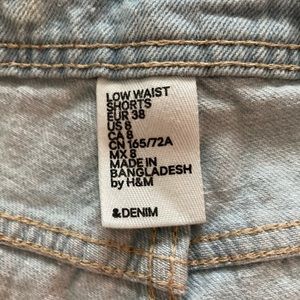 LOW WAIST
SHORTS
EUR 38
US 8
CA 8
CN 165/72A
MX 8
MADE IN
BANGLADESH
by H&M
&DENIM